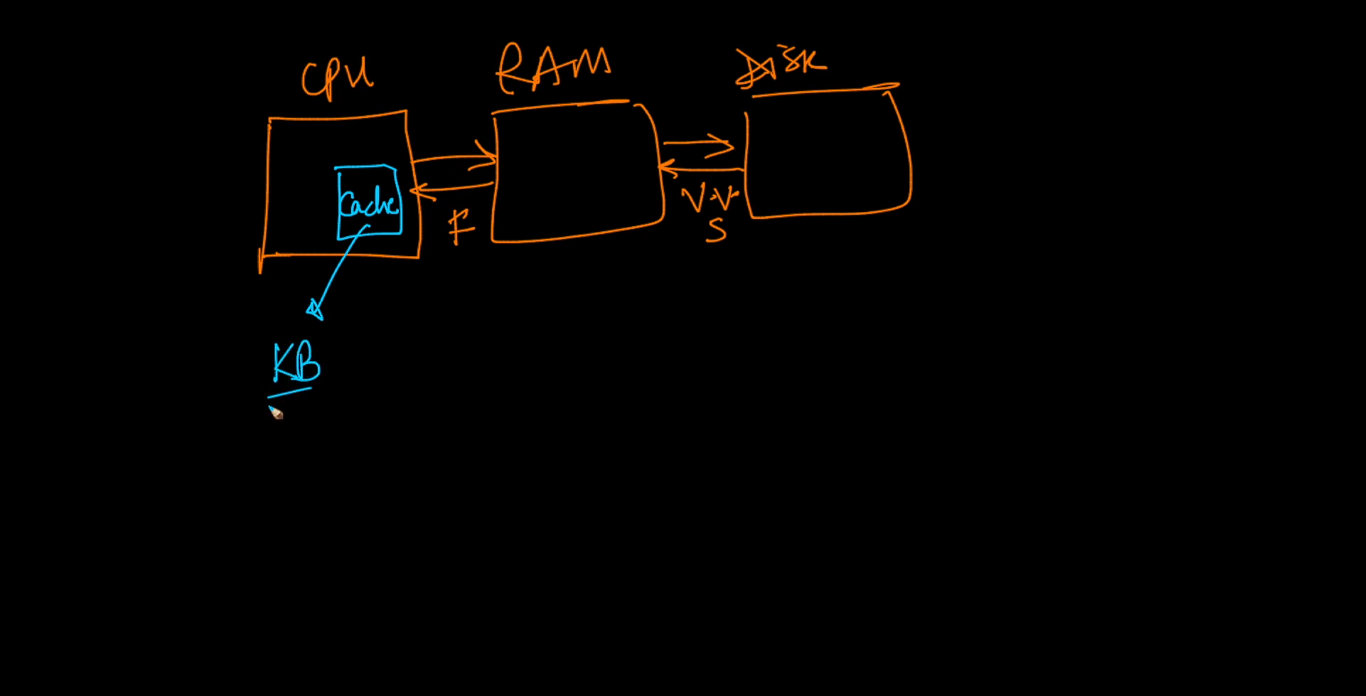 CPU
RAM
Disk
Cache
F
V.V.
S
KB